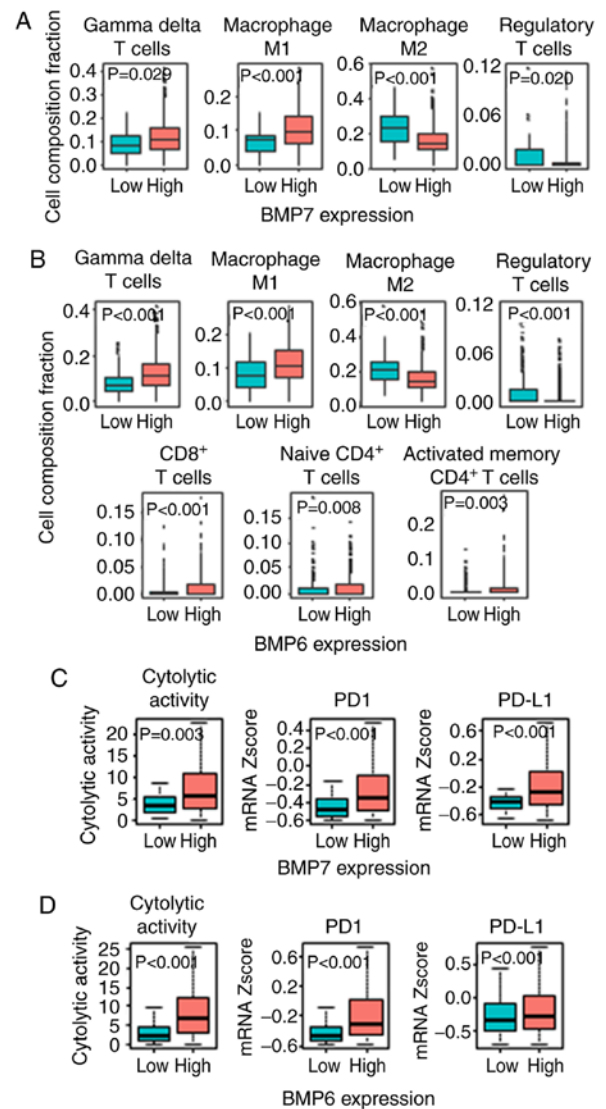 A
Gamma delta T cells
Macrophage M1
Macrophage M2
Regulatory T cells
Cell composition fraction
0.4
0.3
0.2
0.1
0.0
P=0.029
Low High
0.2
0.1
0.0
P<0.001
Low High
0.6
0.4
0.2
0.0
P<0.001
Low High
0.12
0.06
0.00
P=0.020
Low High
BMP7 expression
B
Gamma delta T cells
Macrophage M1
Macrophage M2
Regulatory T cells
Cell composition fraction
0.4
0.2
0.0
P<0.001
Low High
0.2
0.1
0.0
P<0.001
Low High
0.6
0.4
0.2
0.0
P<0.001
Low High
0.12
0.06
0.00
P<0.001
Low High
CD8+ T cells
Naive CD4+ T cells
Activated memory CD4+ T cells
0.15
0.10
0.05
0.00
P<0.001
Low High
0.15
0.10
0.05
0.00
P=0.008
Low High
0.2
0.1
0.0
P=0.003
Low High
BMP6 expression
C
Cytolytic activity
PD1
PD-L1
Cytolytic activity
20
15
10
5
0
P=0.003
Low High
mRNA Zscore
0.4
0.2
0.0
−0.2
−0.4
−0.6
P<0.001
Low High
mRNA Zscore
0.6
−0.2
−0.6
P<0.001
Low High
BMP7 expression
D
Cytolytic activity
PD1
PD-L1
Cytolytic activity
25
20
15
10
5
0
P<0.001
Low High
mRNA Zscore
0.6
−0.2
−0.6
P<0.001
Low High
mRNA Zscore
0.5
0.0
−0.5
P<0.001
Low High
BMP6 expression